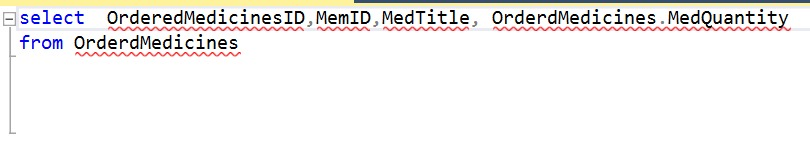 select  OrderedMedicinesID,MemID,MedTitle, OrderdMedicines.MedQuantity
from OrderdMedicines